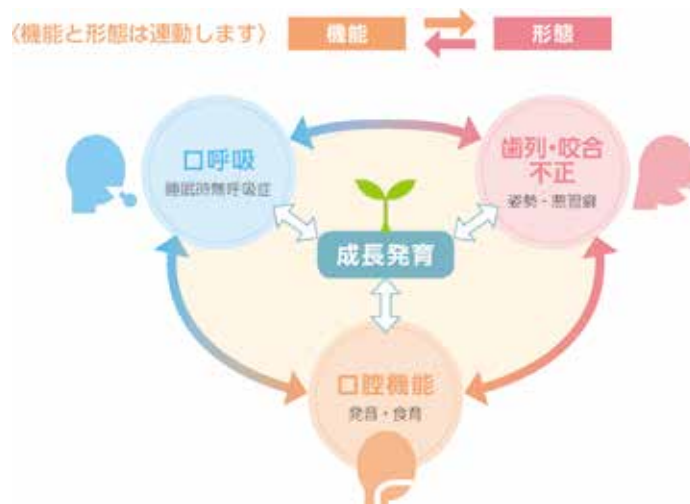 〈機能と形態は運動します〉
機能
形態
口呼吸
睡眠時無呼吸症
歯列・咬合
不正
姿勢・悪習癖
成長発育
口腔機能
発音・食育